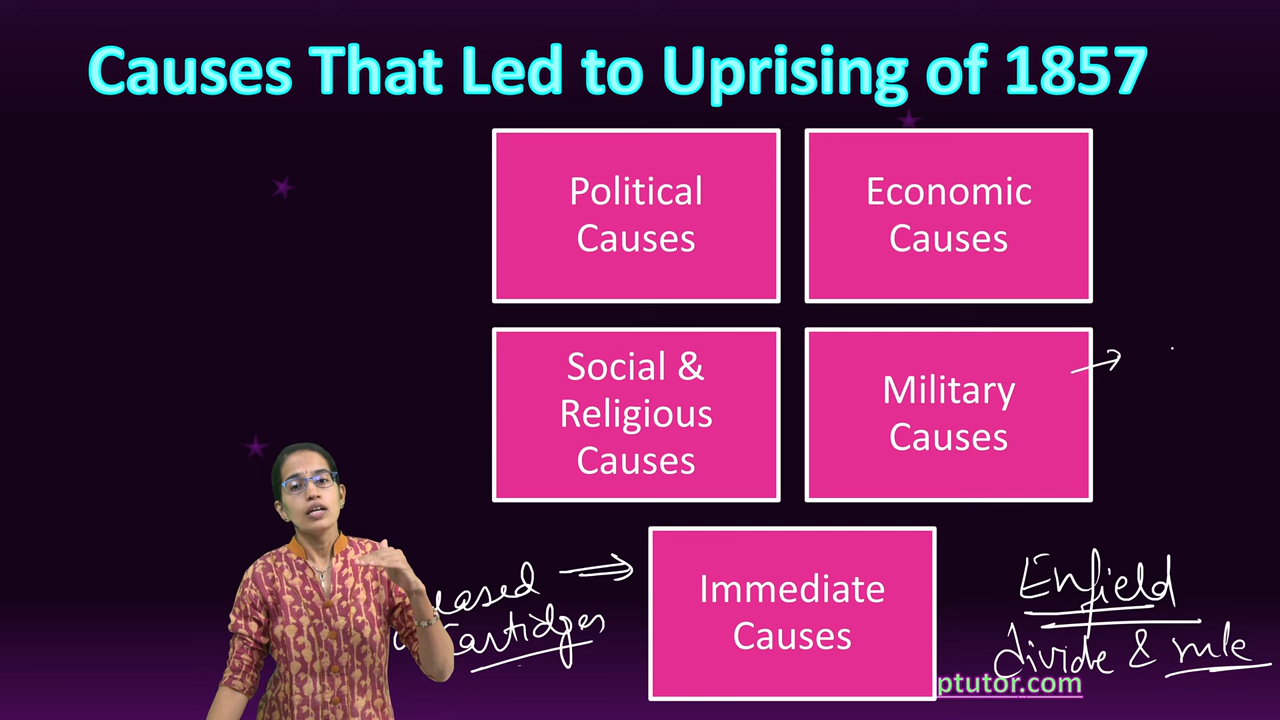 Causes That Led to Uprising of 1857
Political
Causes
Economic
Causes
Social &
Religious
Causes
Military
Causes
Immediate
Causes
Cartidges
Enfield
divide & rule
ptutor.com